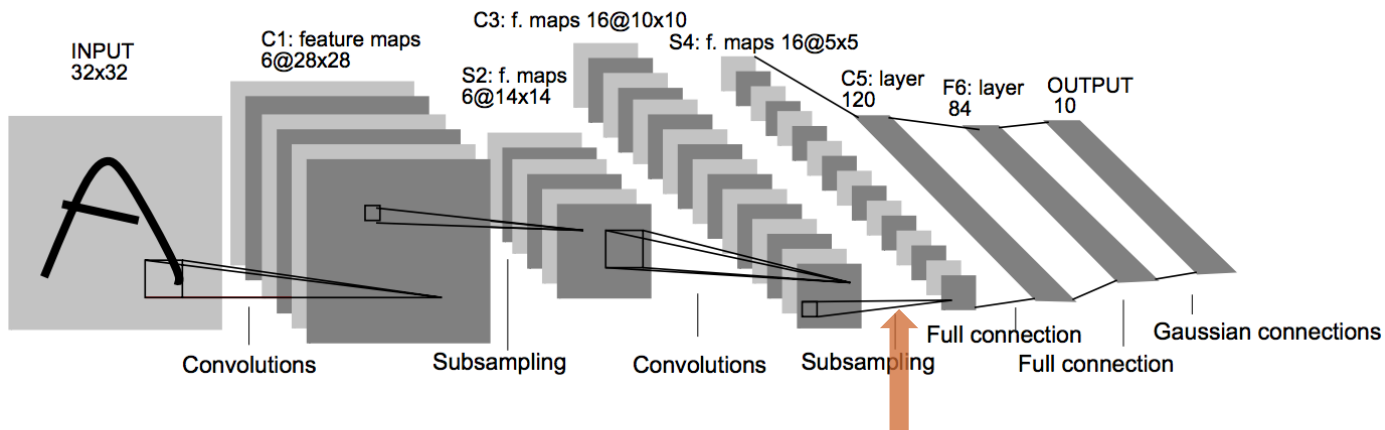 INPUT
32x32
C1: feature maps
6@28x28
S2: f. maps
6@14x14
C3: f. maps 16@10x10
S4: f. maps 16@5x5
C5: layer
120
F6: layer
84
OUTPUT
10
Convolutions
Subsampling
Convolutions
Subsampling
Full connection
Full connection
Gaussian connections